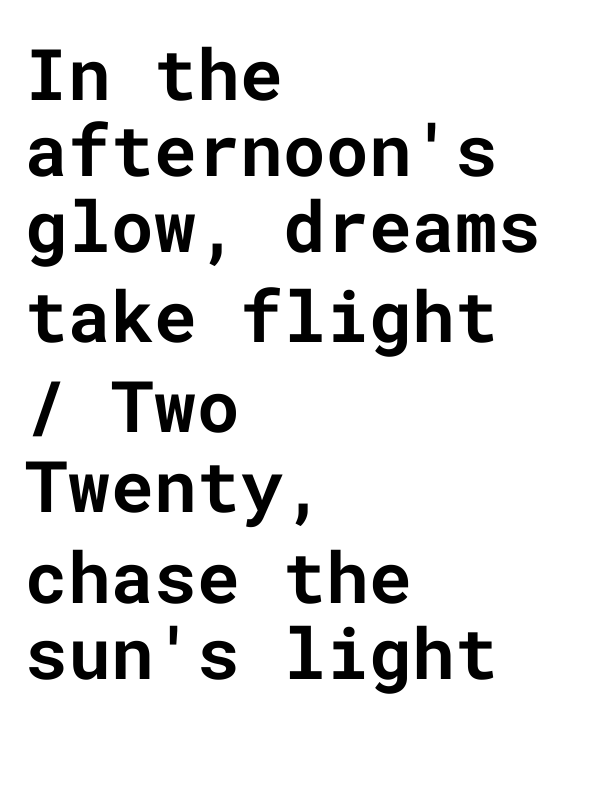 In the
afternoon's
glow, dreams
take flight
/ Two
Twenty,
chase the
sun's light